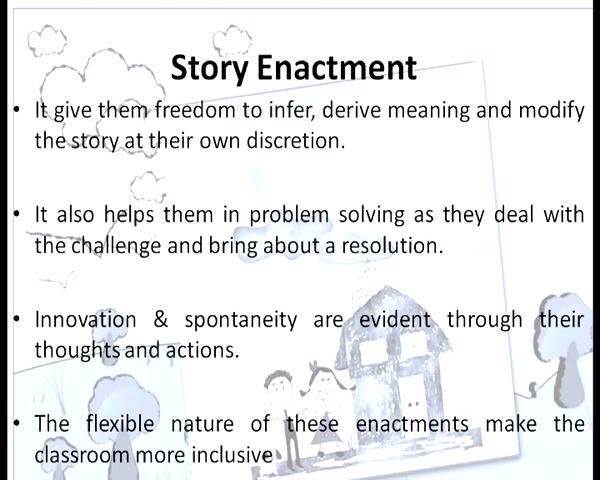 Story Enactment
• It give them freedom to infer, derive meaning and modify
the story at their own discretion.
• It also helps them in problem solving as they deal with
the challenge and bring about a resolution.
• Innovation & spontaneity are evident through their
thoughts and actions.
• The flexible nature of these enactments make the
classroom more inclusive